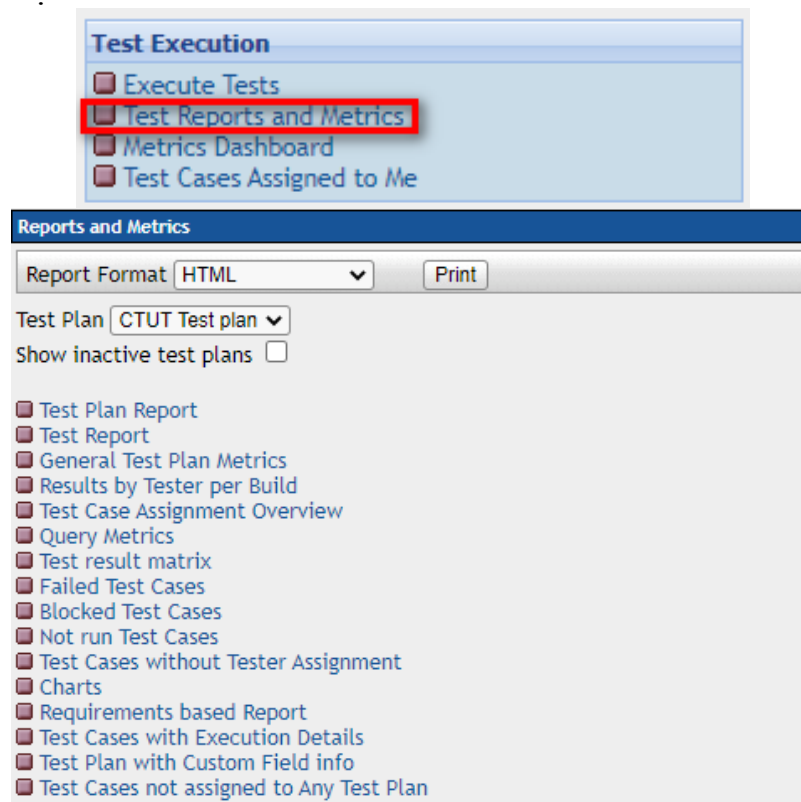 Test Execution
Execute Tests
Test Reports and Metrics
Metrics Dashboard
Test Cases Assigned to Me
Reports and Metrics
Report Format HTML Print
Test Plan CTUT Test plan
Show inactive test plans
Test Plan Report
Test Report
General Test Plan Metrics
Results by Tester per Build
Test Case Assignment Overview
Query Metrics
Test result matrix
Failed Test Cases
Blocked Test Cases
Not run Test Cases
Test Cases without Tester Assignment
Charts
Requirements based Report
Test Cases with Execution Details
Test Plan with Custom Field info
Test Cases not assigned to Any Test Plan